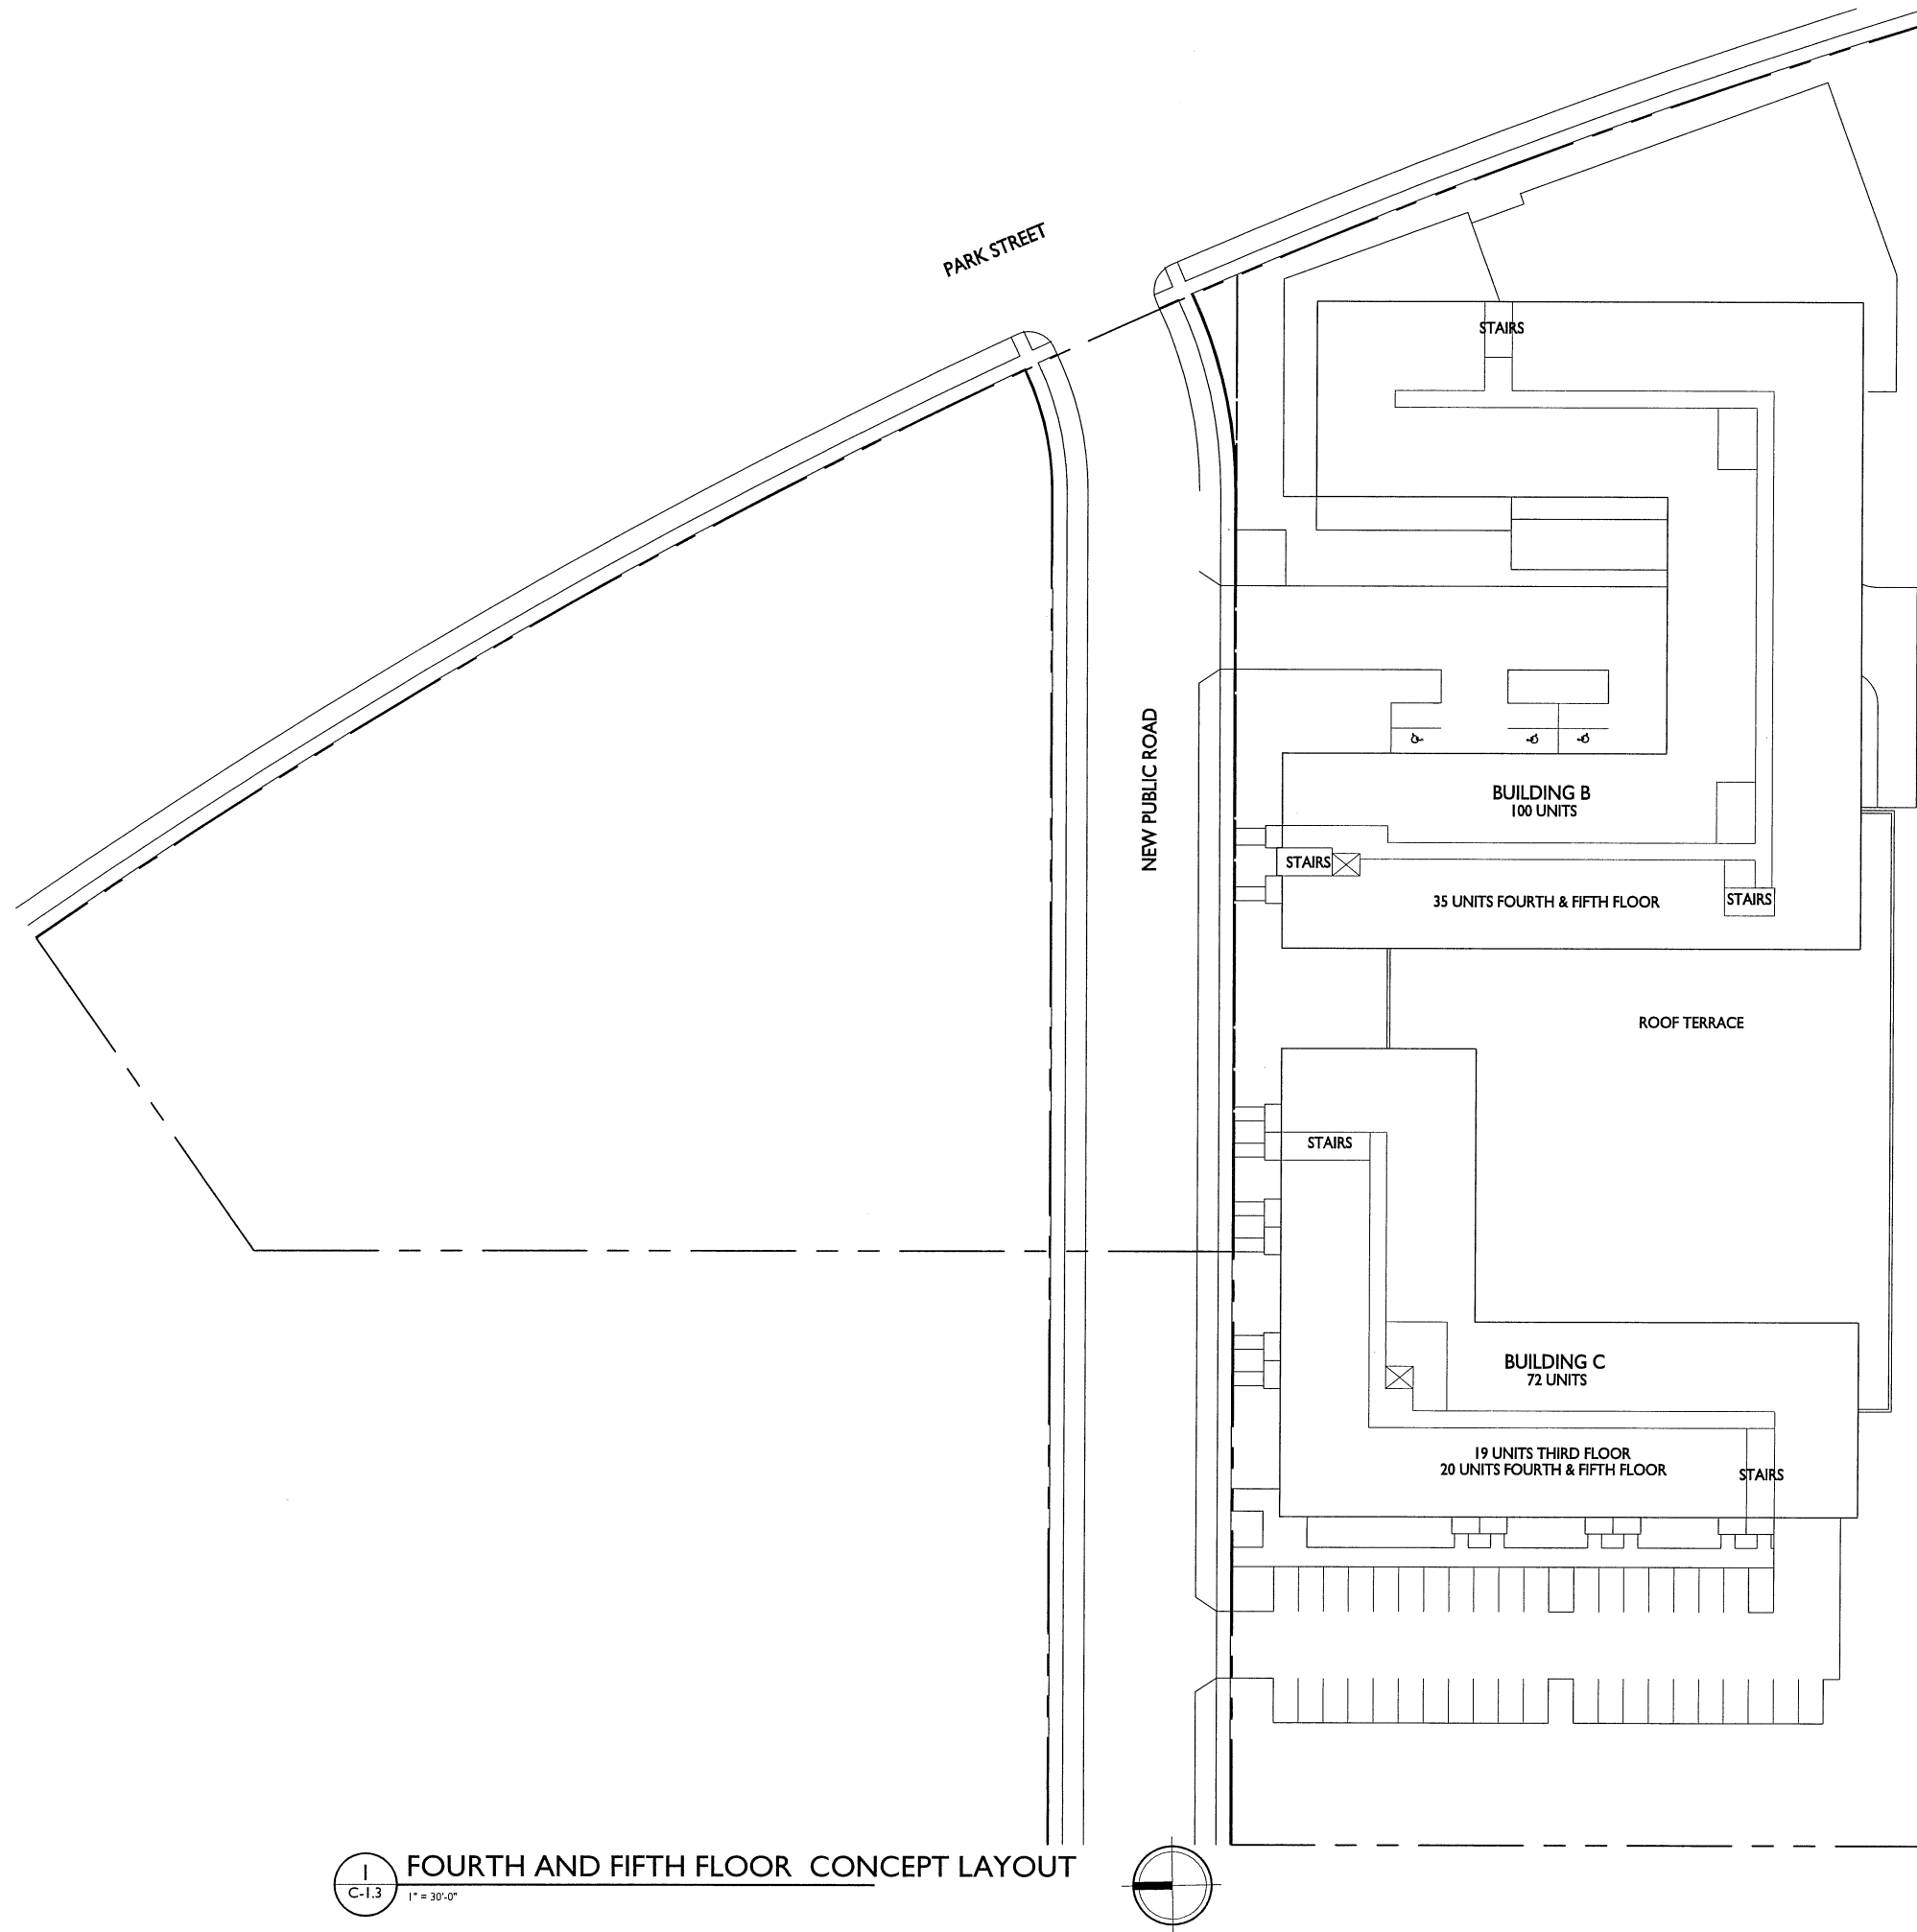 PARK STREET
STAIRS
NEW PUBLIC ROAD
BUILDING B
100 UNITS
STAIRS
35 UNITS FOURTH & FIFTH FLOOR
STAIRS
ROOF TERRACE
STAIRS
BUILDING C
72 UNITS
19 UNITS THIRD FLOOR
20 UNITS FOURTH & FIFTH FLOOR
STAIRS
1
C-1.3
FOURTH AND FIFTH FLOOR CONCEPT LAYOUT
1" = 30'-0"